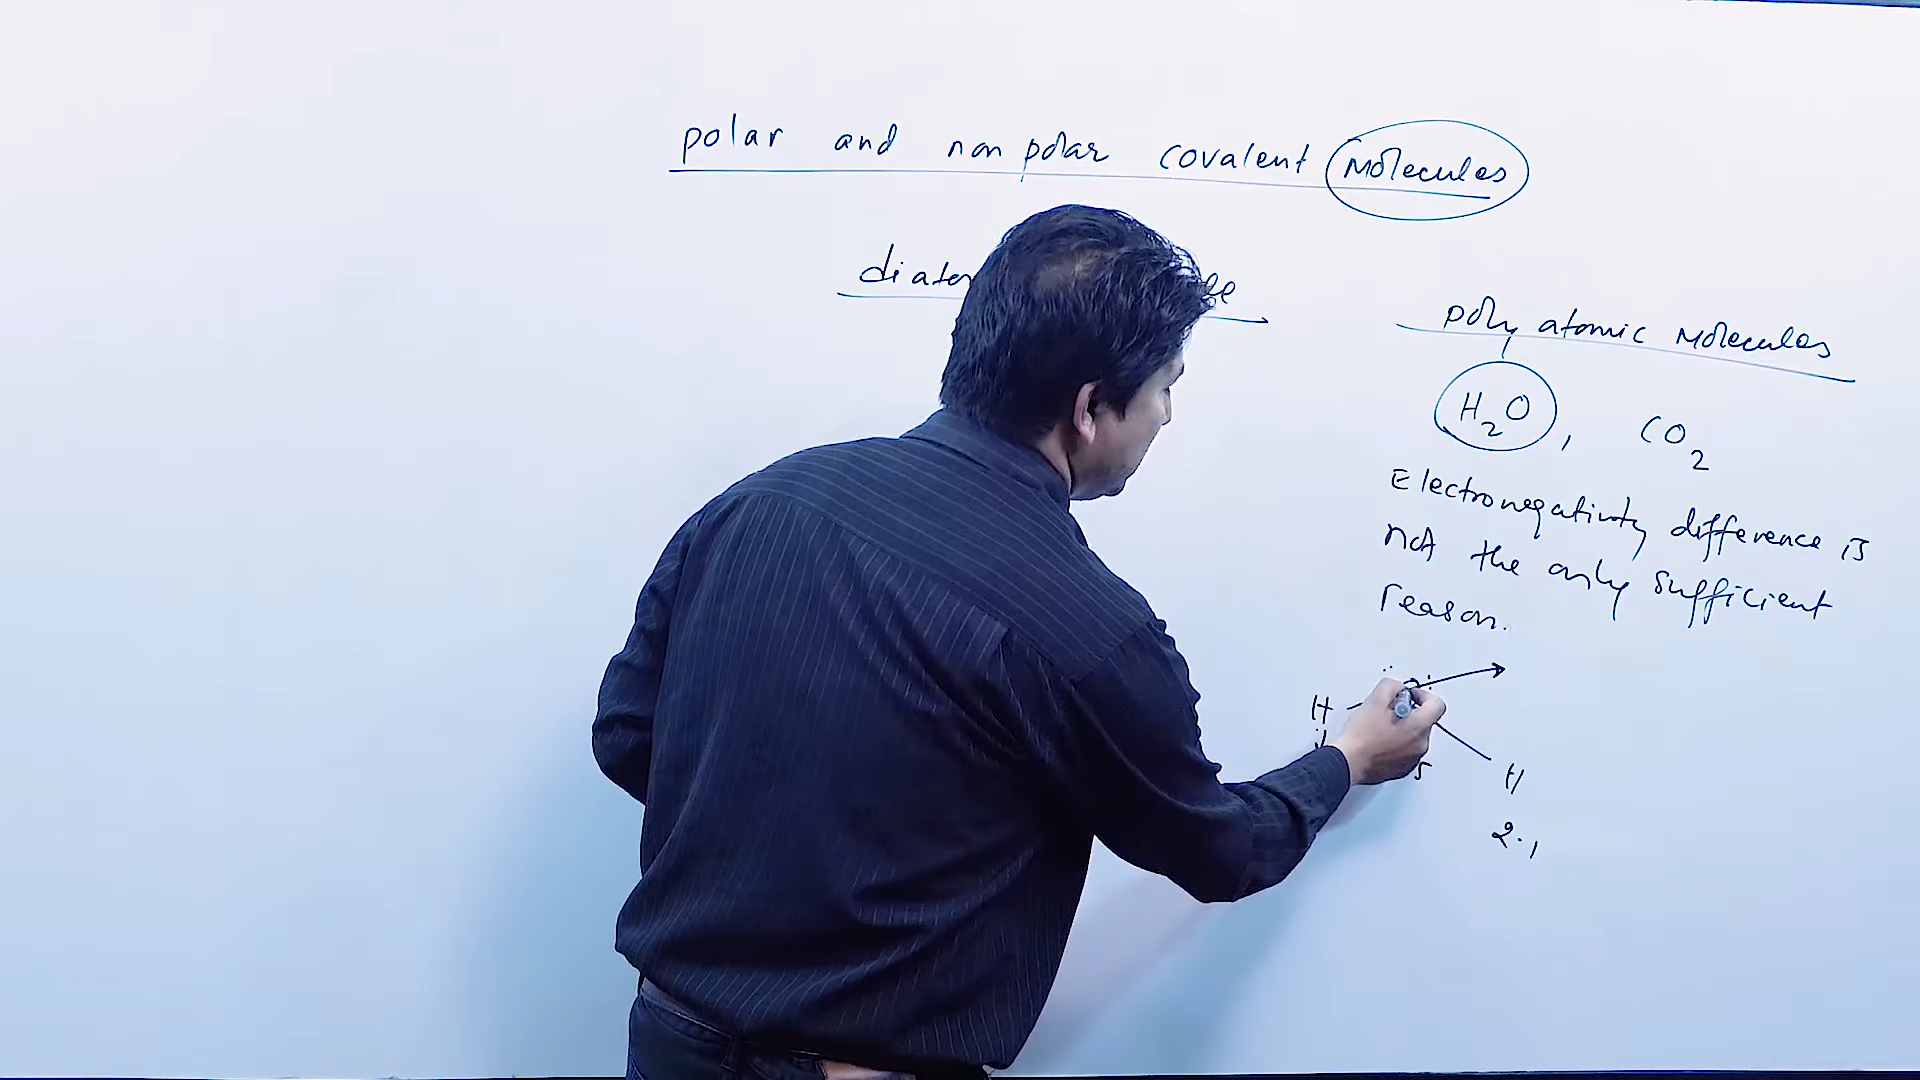 polar and non polar covalent Molecules
poly atomic Molecules
H2O, CO2
Electronegativity difference is
not the only sufficient
reason.
H
H
2.1